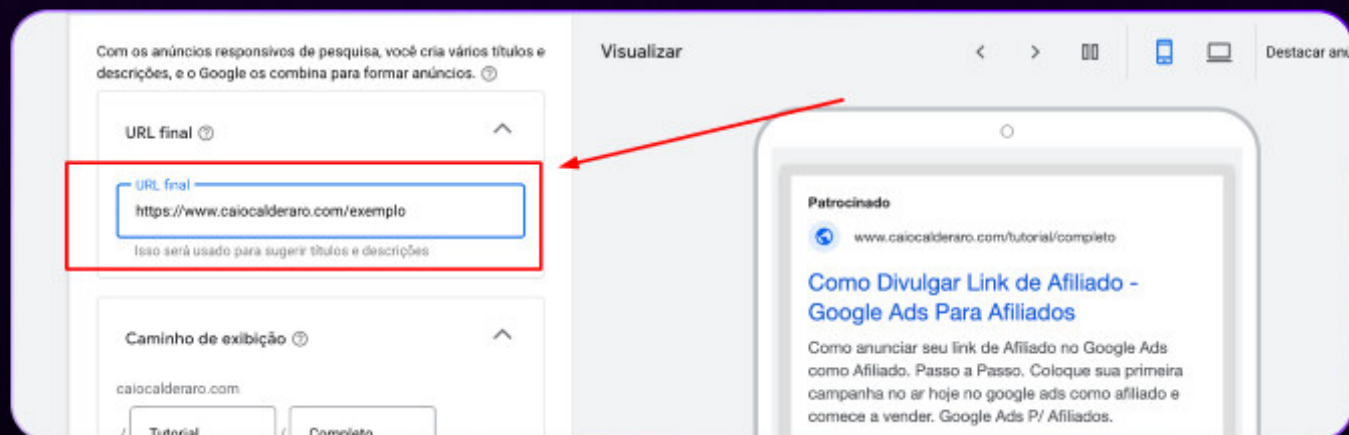 Com os anúncios responsivos de pesquisa, você cria vários títulos e
descrições, e o Google os combina para formar anúncios.
URL final
URL final
https://www.caiocalderaro.com/exemplo
Isso será usado para sugerir títulos e descrições
Caminho de exibição
caiocalderaro.com
/ Tutorial / Completo
Visualizar
Destacar anu
Patrocinado
www.caiocalderaro.com/tutorial/completo
Como Divulgar Link de Afiliado -
Google Ads Para Afiliados
Como anunciar seu link de Afiliado no Google Ads
como Afiliado. Passo a Passo. Coloque sua primeira
campanha no ar hoje no google ads como afiliado e
comece a vender. Google Ads P/ Afiliados.